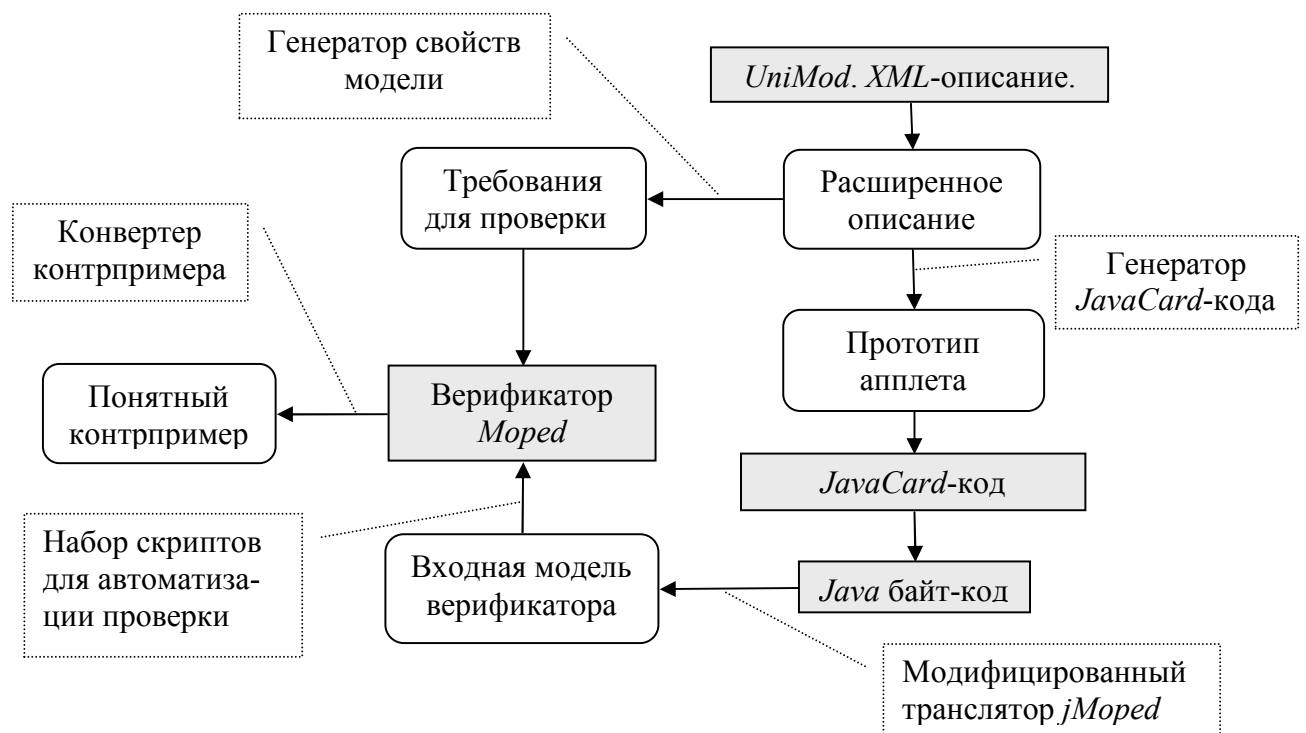 Генератор свойств
модели
UniMod. XML-описание.
Требования
для проверки
Расширенное
описание
Конвертер
контрпримера
Генератор
JavaCard-кода
Прототип
апплета
Понятный
контрпример
Верификатор
Moped
JavaCard-код
Набор скриптов
для автоматиза-
ции проверки
Входная модель
верификатора
Java байт-код
Модифицированный
транслятор jMoped